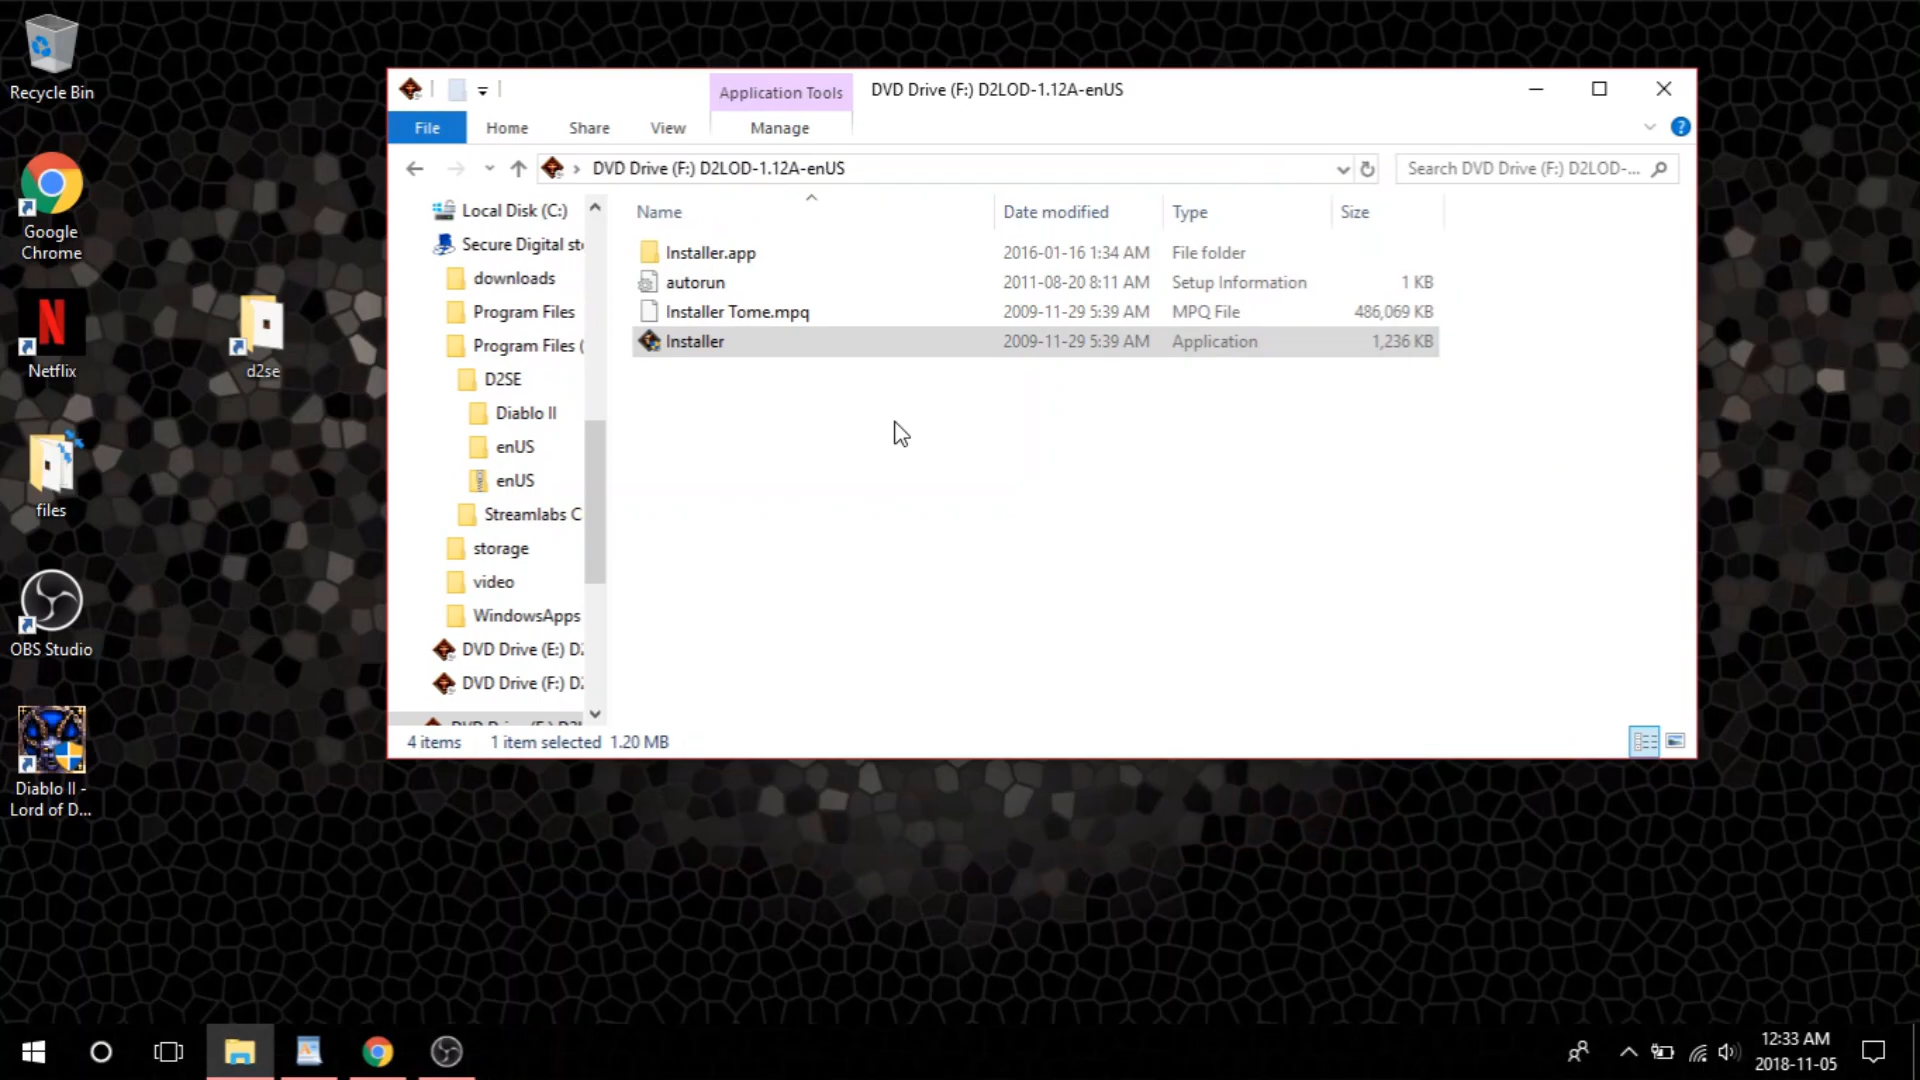 Recycle Bin
Google
Chrome
Netflix
files
OBS Studio
Diablo II -
Lord of D...
d2se
Application Tools
DVD Drive (F:) D2LOD-1.12A-enUS
File
Home
Share
View
Manage
DVD Drive (F:) D2LOD-1.12A-enUS
Search DVD Drive (F:) D2LOD-...
Local Disk (C:)
Secure Digital st
downloads
Program Files
Program Files (
D2SE
Diablo II
enUS
enUS
Streamlabs C
storage
video
WindowsApps
DVD Drive (E:) D
DVD Drive (F:) D
Name Date modified Type Size
Installer.app 2016-01-16 1:34 AM File folder
autorun 2011-08-20 8:11 AM Setup Information 1 KB
Installer Tome.mpq 2009-11-29 5:39 AM MPQ File 486,069 KB
Installer 2009-11-29 5:39 AM Application 1,236 KB
4 items 1 item selected 1.20 MB
12:33 AM
2018-11-05